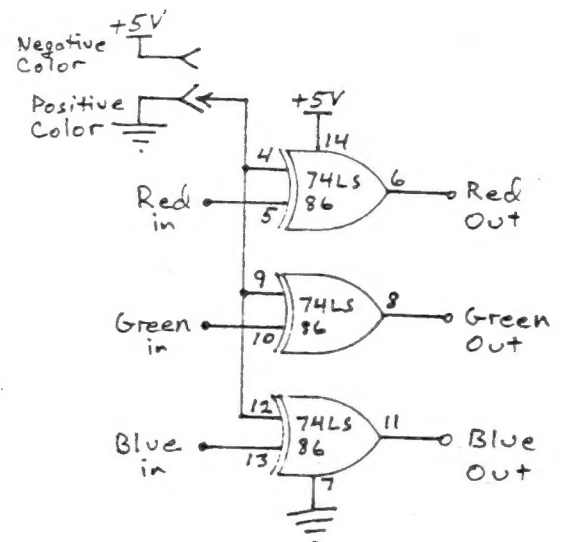 +5V
Negative
Color
Positive
Color
+5V
14
4
74LS
86
6
Red
Out
Red
in
5
9
74LS
86
8
Green
Out
Green
in
10
12
74LS
86
11
Blue
Out
Blue
in
13
7